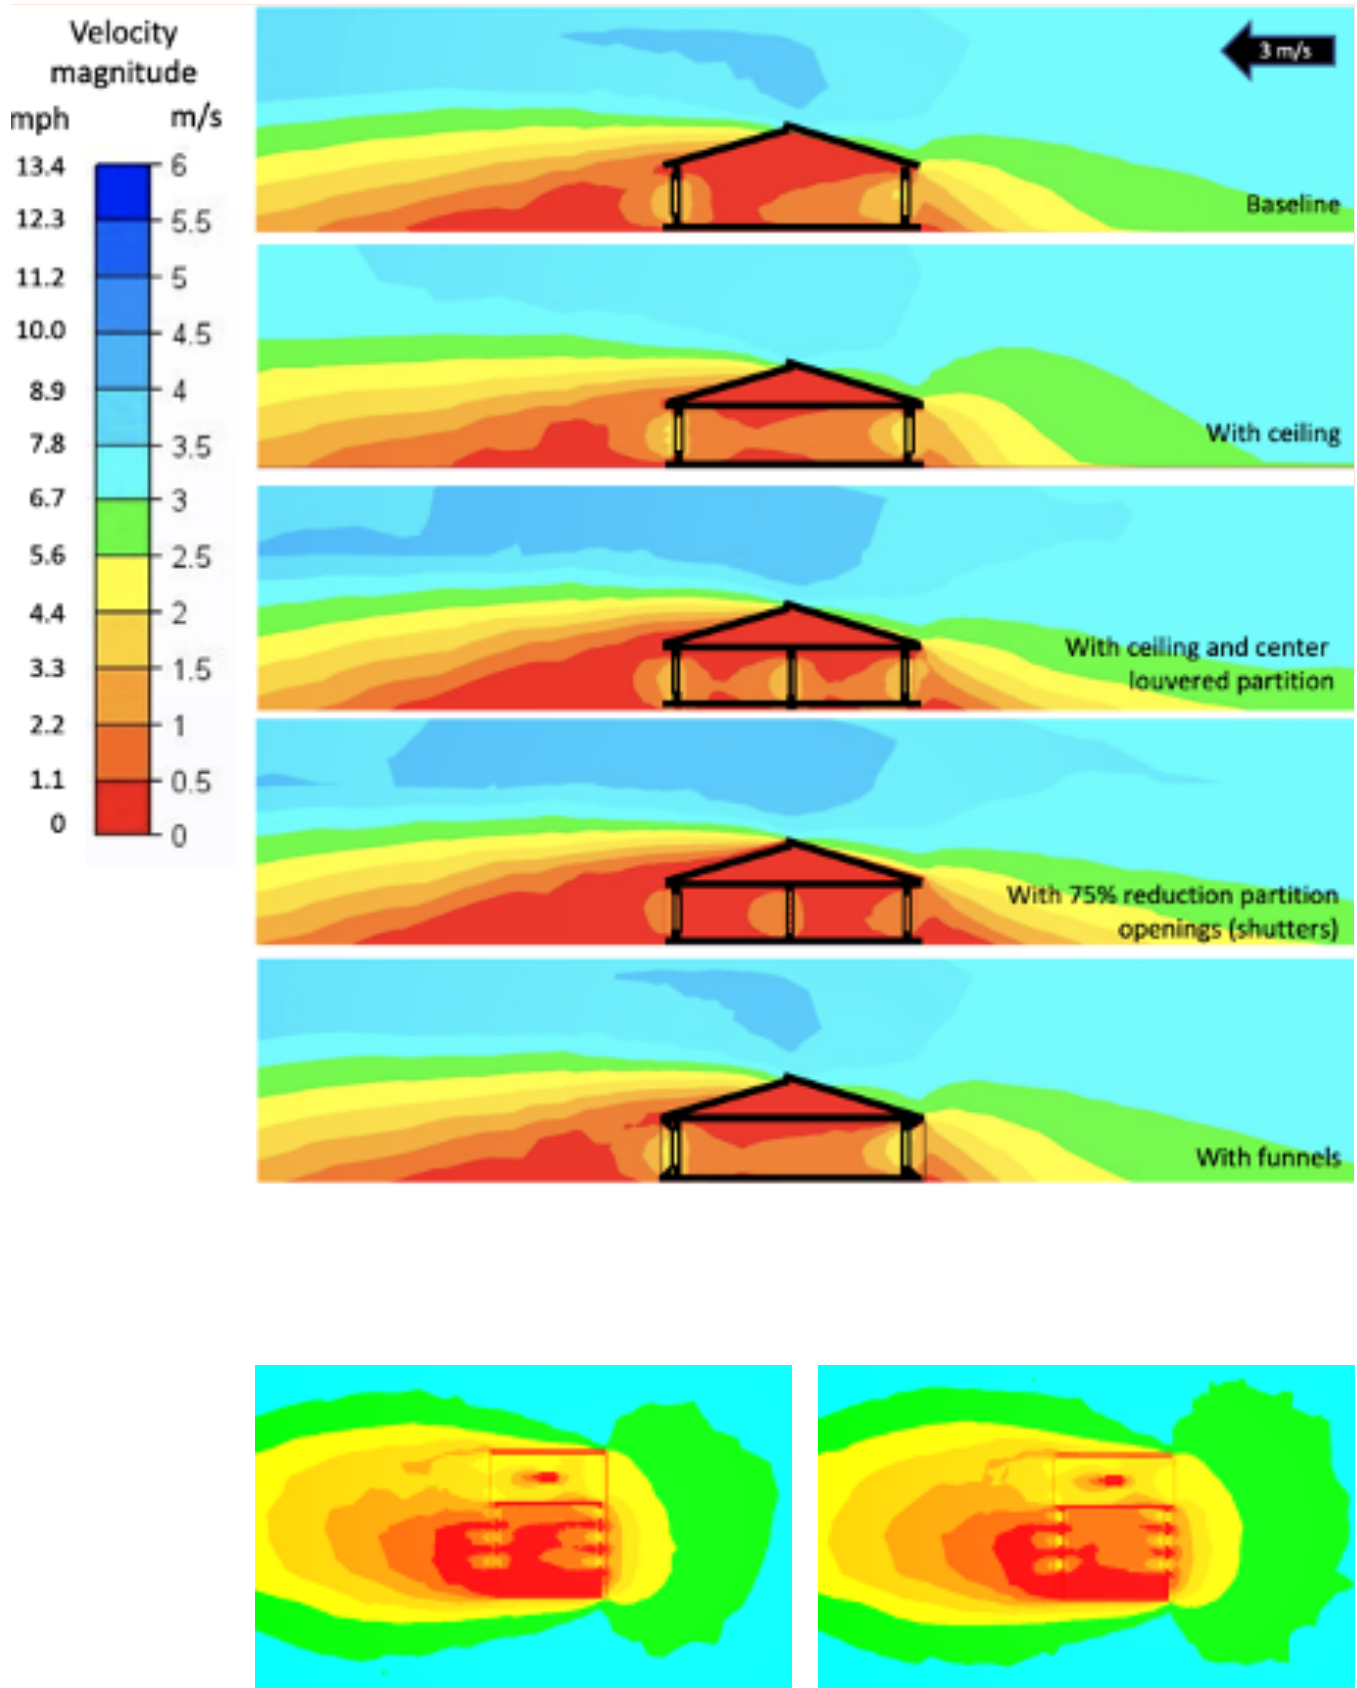 Velocity
magnitude
mph m/s
13.4 6
12.3 5.5
11.2 5
10.0 4.5
8.9 4
7.8 3.5
6.7 3
5.6 2.5
4.4 2
3.3 1.5
2.2 1
1.1 0.5
0 0
3 m/s
Baseline
With ceiling
With ceiling and center
louvered partition
With 75% reduction partition
openings (shutters)
With funnels